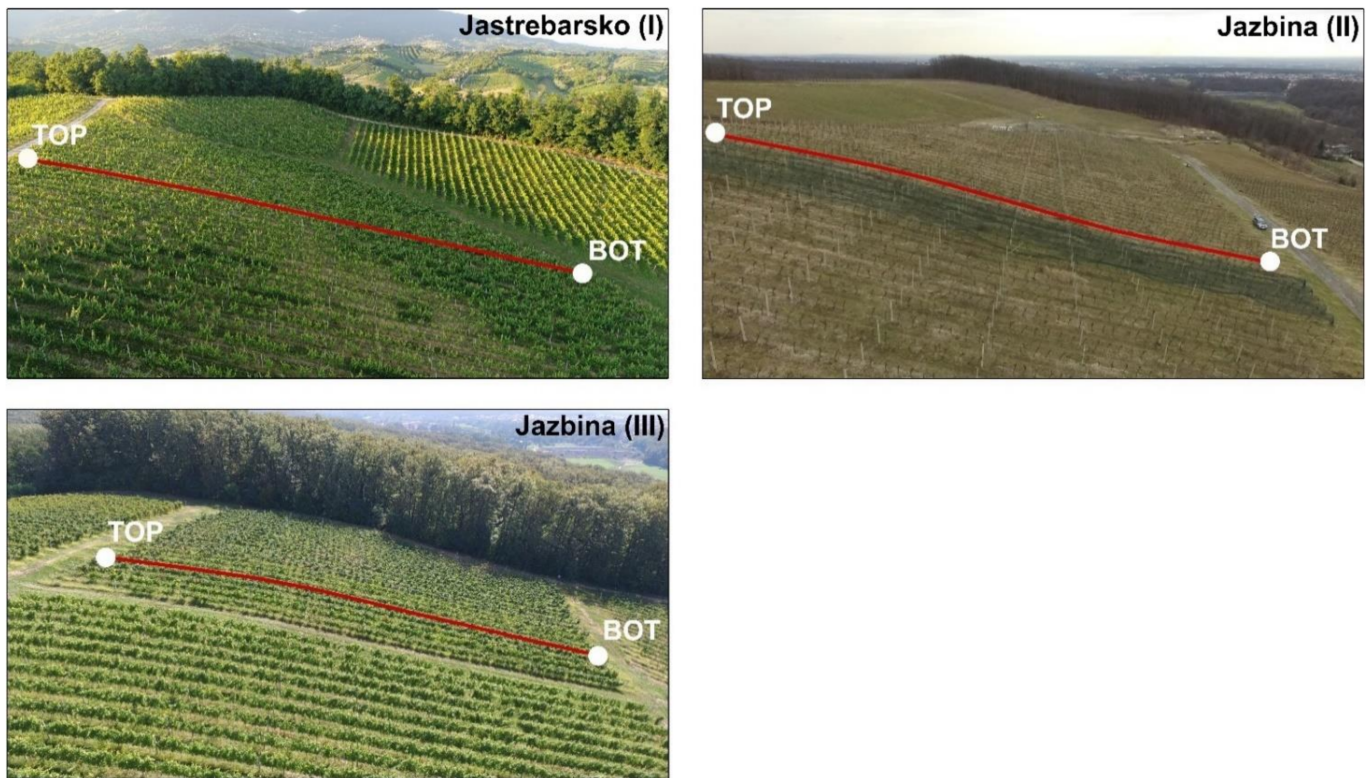 Jastrebarsko (I)
TOP
BOT
Jazbina (II)
TOP
BOT
Jazbina (III)
TOP
BOT